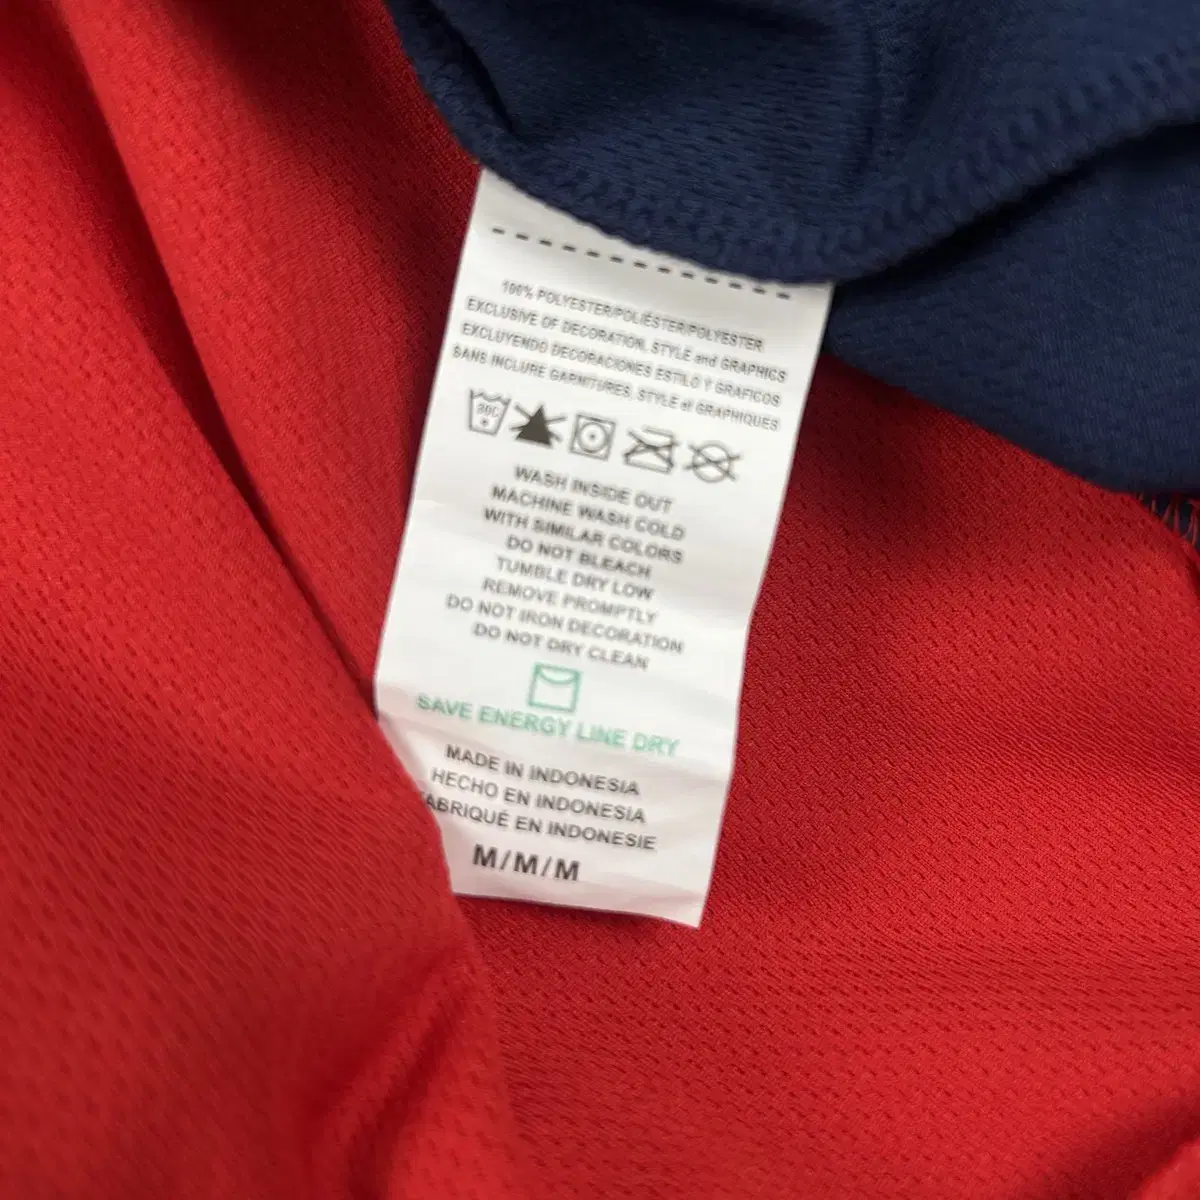 100% POLYESTER/POLIÉSTER/POLYESTER
EXCLUSIVE OF DECORATION, STYLE and GRAPHICS
EXCLUYENDO DECORACIONES ESTILO Y GRAFICOS
SANS INCLURE GARNITURES, STYLE et GRAPHIQUES
30C
WASH INSIDE OUT
MACHINE WASH COLD
WITH SIMILAR COLORS
DO NOT BLEACH
TUMBLE DRY LOW
REMOVE PROMPTLY
DO NOT IRON DECORATION
DO NOT DRY CLEAN
SAVE ENERGY LINE DRY
MADE IN INDONESIA
HECHO EN INDONESIA
FABRIQUÉ EN INDONESIE
M/M/M